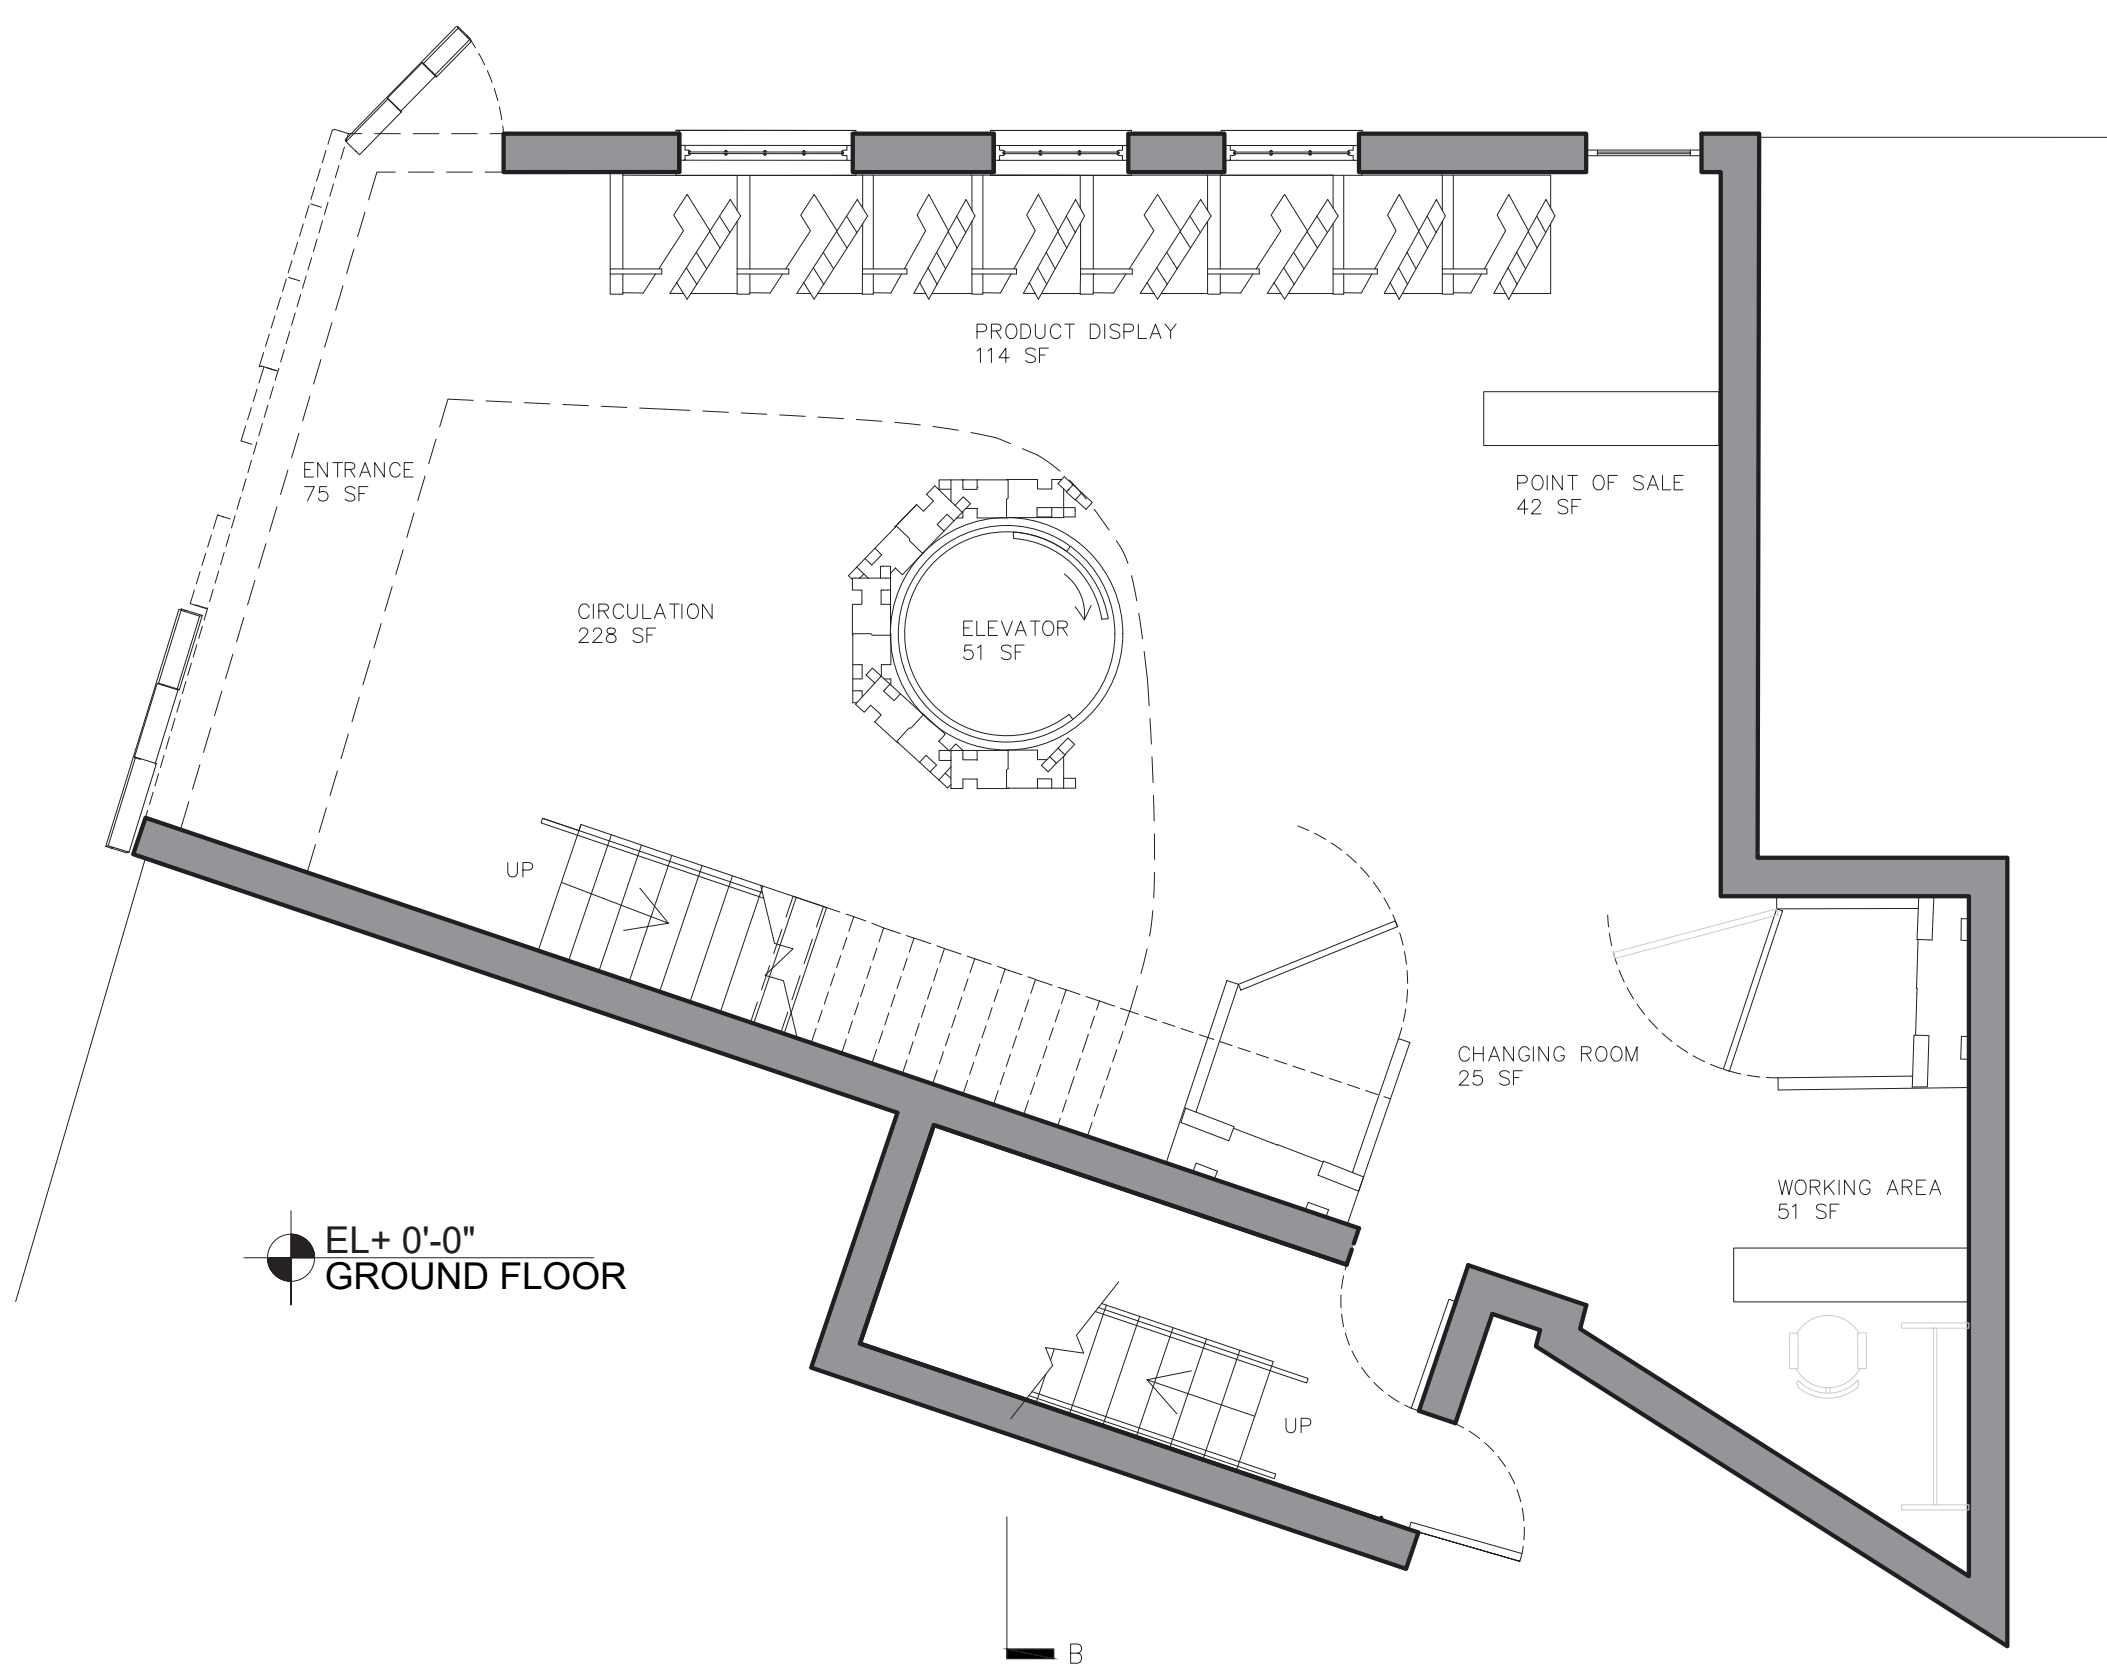 PRODUCT DISPLAY
114 SF
ENTRANCE
75 SF
POINT OF SALE
42 SF
CIRCULATION
228 SF
ELEVATOR
51 SF
UP
CHANGING ROOM
25 SF
WORKING AREA
51 SF
EL+ 0'-0"
GROUND FLOOR
UP
B